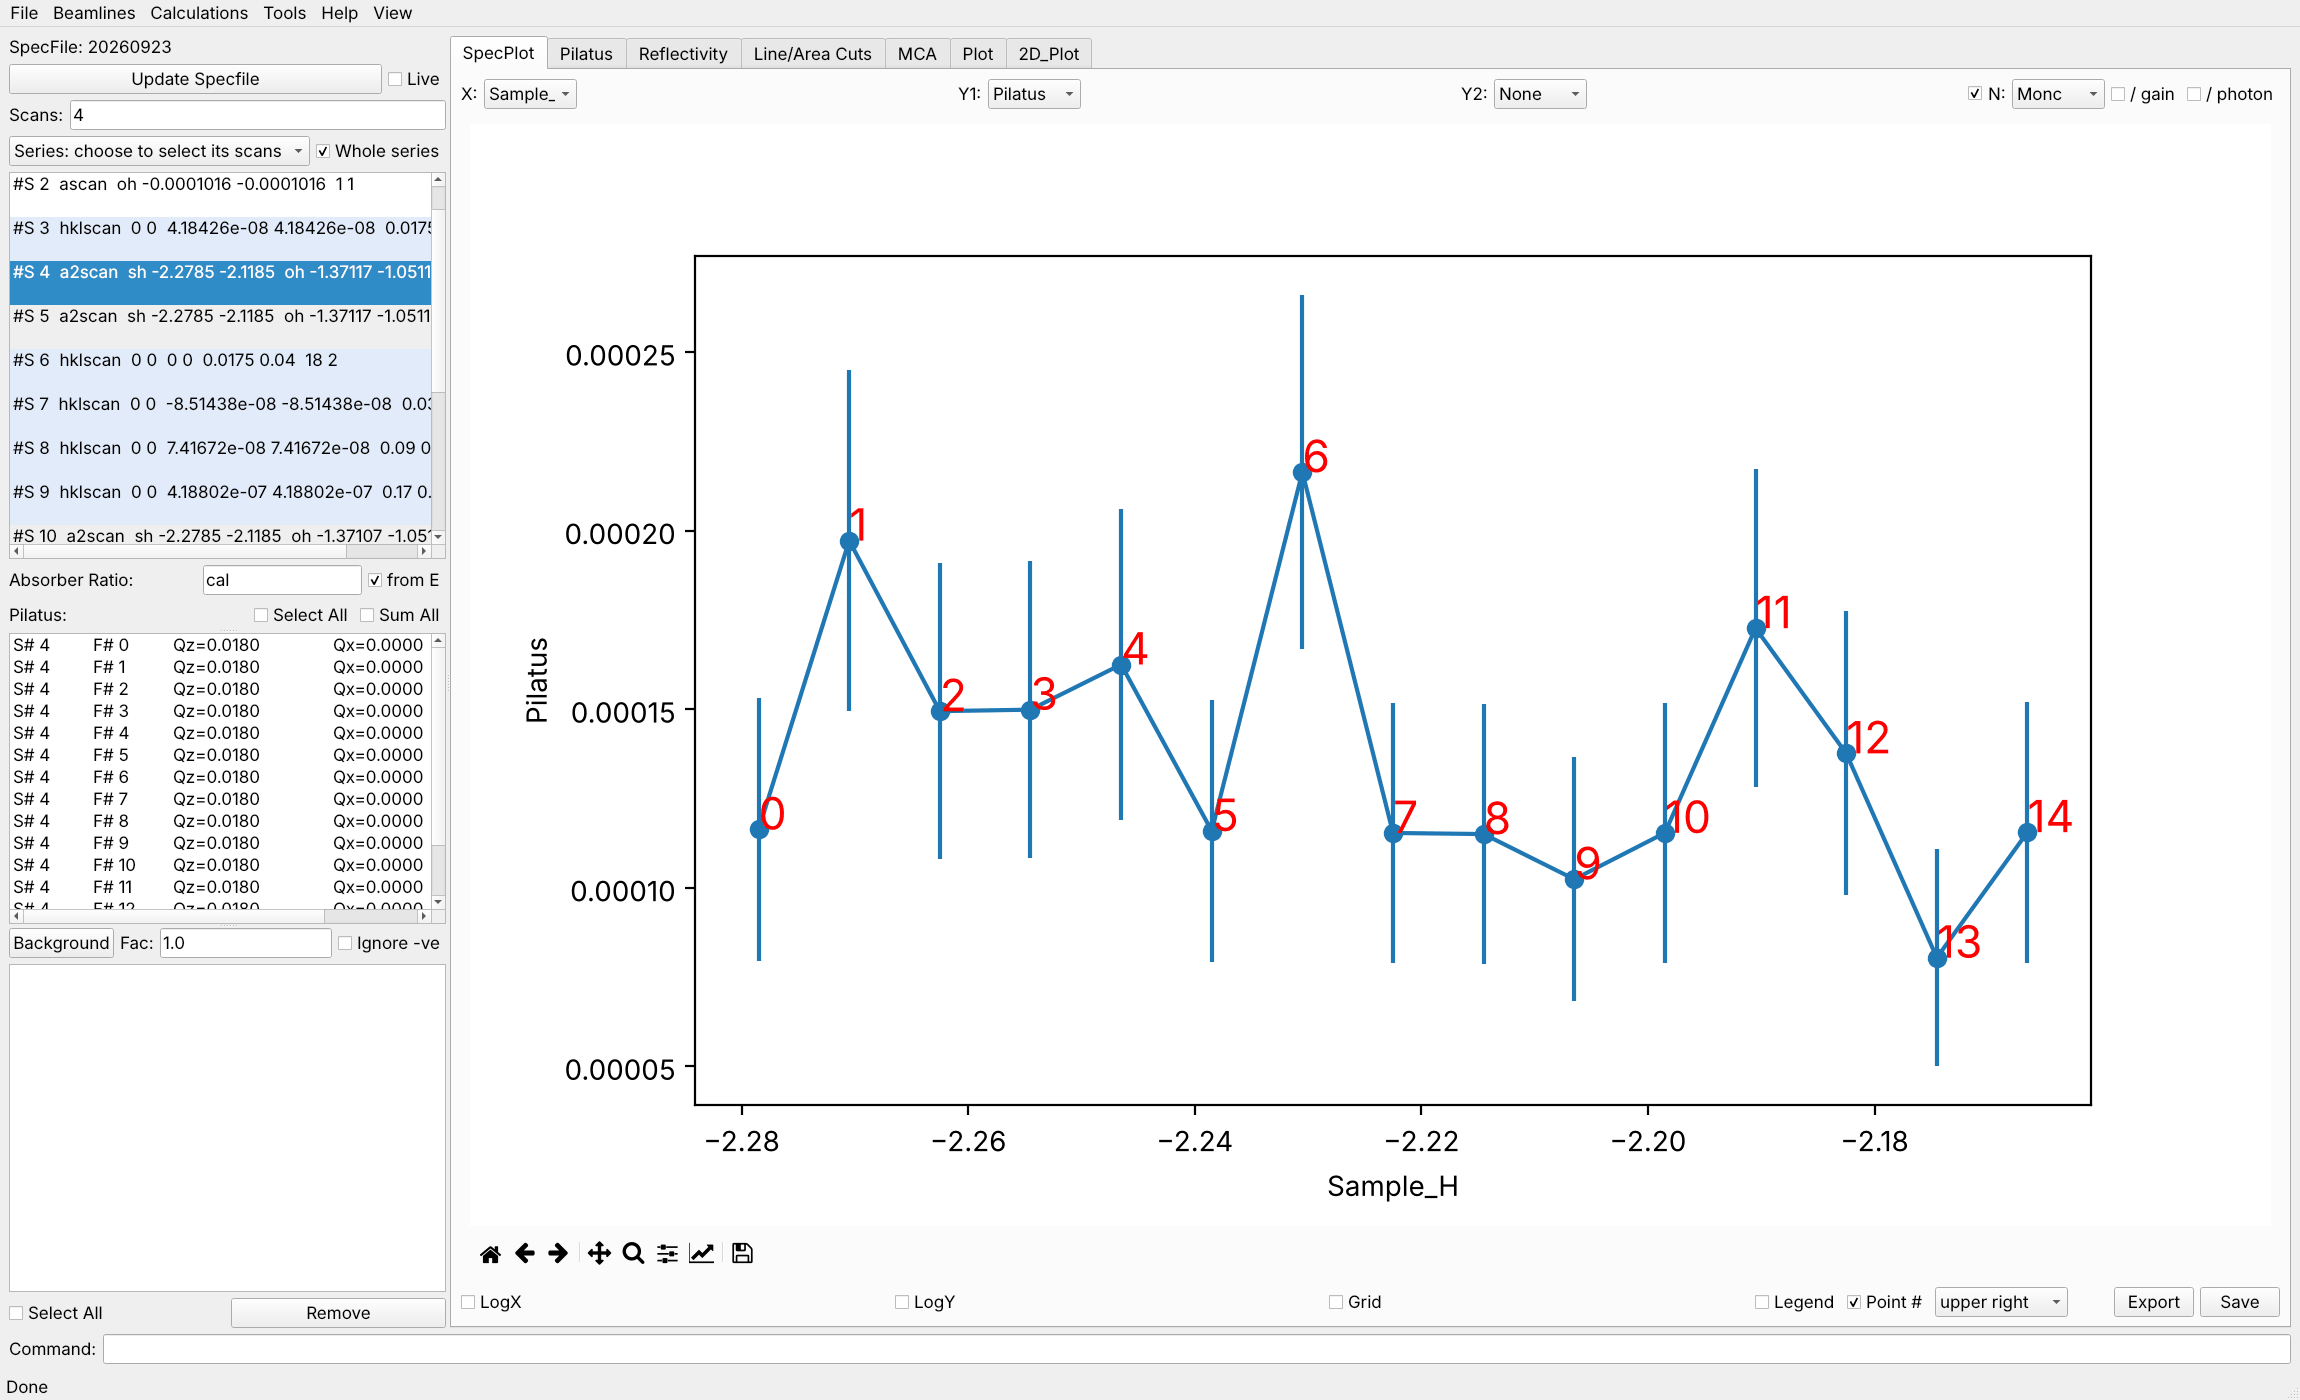 File Beamlines Calculations Tools Help View
SpecFile: 20260923
Update Specfile Live
Scans: 4
Series: choose to select its scans Whole series
#S 2 ascan oh -0.0001016 -0.0001016 1 1
#S 3 hklscan 0 0 4.18426e-08 4.18426e-08 0.0175
#S 4 a2scan sh -2.2785 -2.1185 oh -1.37117 -1.0511
#S 5 a2scan sh -2.2785 -2.1185 oh -1.37117 -1.0511
#S 6 hklscan 0 0 0 0 0.0175 0.04 18 2
#S 7 hklscan 0 0 -8.51438e-08 -8.51438e-08 0.03
#S 8 hklscan 0 0 7.41672e-08 7.41672e-08 0.09 0
#S 9 hklscan 0 0 4.18802e-07 4.18802e-07 0.17 0.
#S 10 a2scan sh -2.2785 -2.1185 oh -1.37107 -1.051
Absorber Ratio: cal from E
Pilatus: Select All Sum All
S# 4 F# 0 Qz=0.0180 Qx=0.0000
S# 4 F# 1 Qz=0.0180 Qx=0.0000
S# 4 F# 2 Qz=0.0180 Qx=0.0000
S# 4 F# 3 Qz=0.0180 Qx=0.0000
S# 4 F# 4 Qz=0.0180 Qx=0.0000
S# 4 F# 5 Qz=0.0180 Qx=0.0000
S# 4 F# 6 Qz=0.0180 Qx=0.0000
S# 4 F# 7 Qz=0.0180 Qx=0.0000
S# 4 F# 8 Qz=0.0180 Qx=0.0000
S# 4 F# 9 Qz=0.0180 Qx=0.0000
S# 4 F# 10 Qz=0.0180 Qx=0.0000
S# 4 F# 11 Qz=0.0180 Qx=0.0000
S# 4 F# 12 Qz=0.0180 Qx=0.0000
Background Fac: 1.0 Ignore -ve
Select All Remove
SpecPlot Pilatus Reflectivity Line/Area Cuts MCA Plot 2D_Plot
X: Sample_ Y1: Pilatus Y2: None N: Monc / gain / photon
0.00025
0.00020
0.00015
0.00010
0.00005
Pilatus
0
1
2
3
4
5
6
7
8
9
10
11
12
13
14
−2.28 −2.26 −2.24 −2.22 −2.20 −2.18
Sample_H
LogX LogY Grid Legend Point # upper right Export Save
Command:
Done